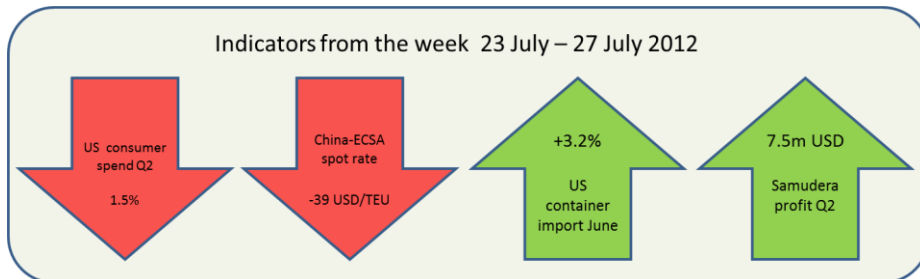 Indicators from the week 23 July – 27 July 2012
US consumer
spend Q2
1.5%
China-ECSA
spot rate
-39 USD/TEU
+3.2%
US
container
import June
7.5m USD
Samudera
profit Q2